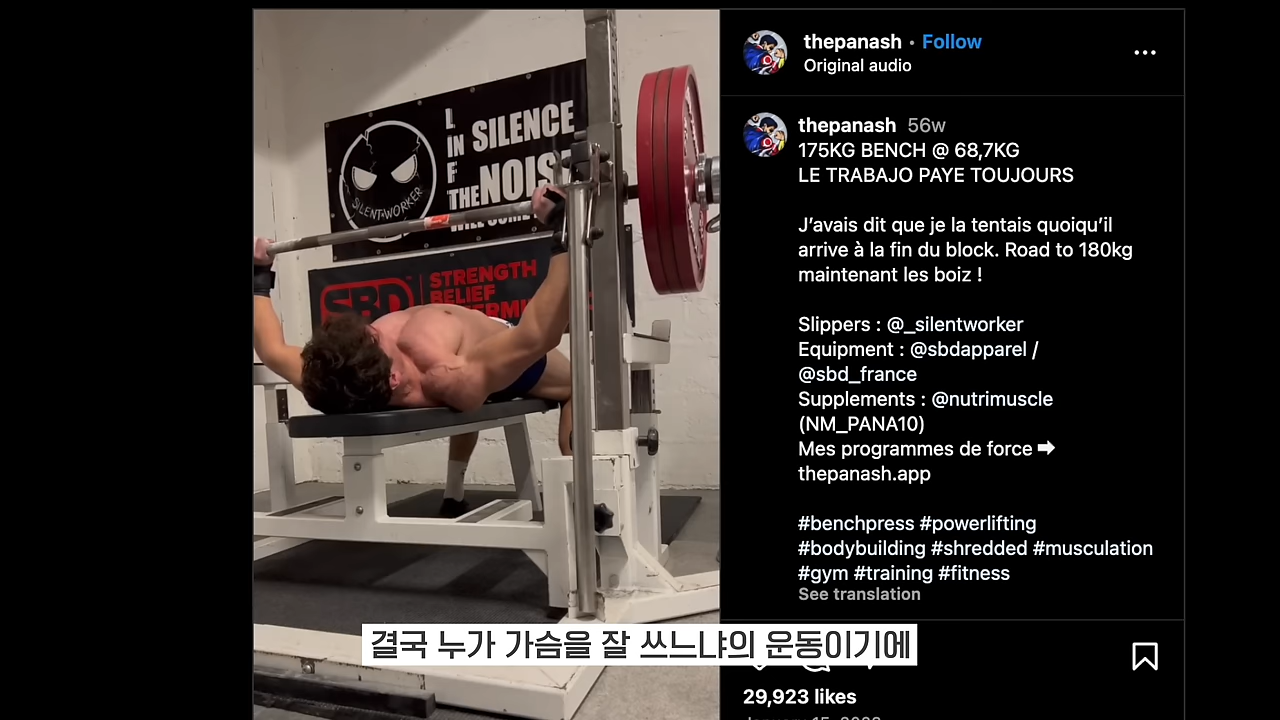 L
IN SILENCE
F
THE NOIS
SILENT WORKER
SBD
STRENGTH
BELIEF
thepanash • Follow
Original audio
thepanash 56w
175KG BENCH @ 68,7KG
LE TRABAJO PAYE TOUJOURS
J’avais dit que je la tentais quoiqu’il
arrive à la fin du block. Road to 180kg
maintenant les boiz !
Slippers : @_silentworker
Equipment : @sbdapparel /
@sbd_france
Supplements : @nutrimuscle
(NM_PANA10)
Mes programmes de force ➡
thepanash.app
#benchpress #powerlifting
#bodybuilding #shredded #musculation
#gym #training #fitness
See translation
결국 누가 가슴을 잘 쓰느냐의 운동이기에
29,923 likes